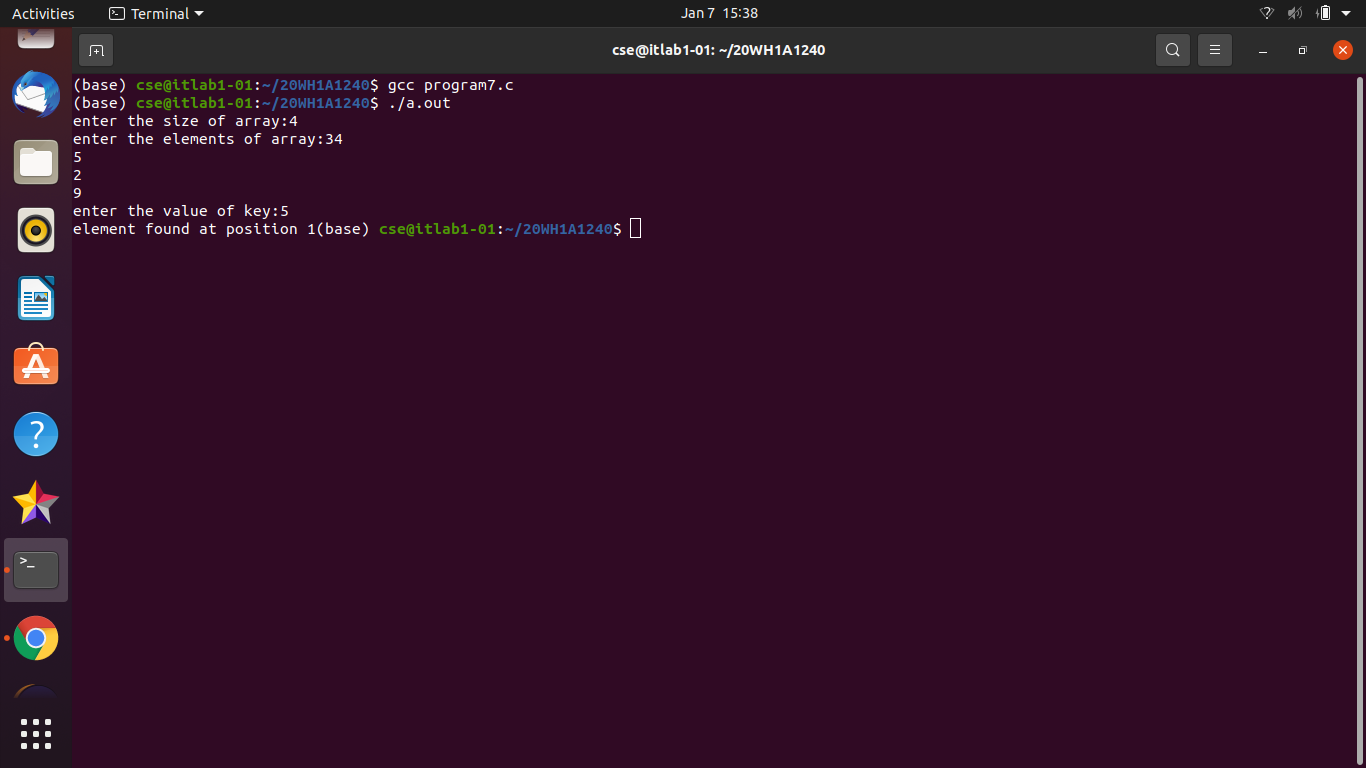 Activities
Terminal
Jan 7 15:38
cse@itlab1-01: ~/20WH1A1240
(base) cse@itlab1-01:~/20WH1A1240$ gcc program7.c
(base) cse@itlab1-01:~/20WH1A1240$ ./a.out
enter the size of array:4
enter the elements of array:34
5
2
9
enter the value of key:5
element found at position 1(base) cse@itlab1-01:~/20WH1A1240$